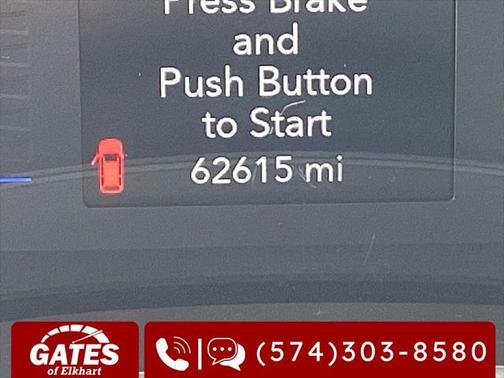 Press Brake
and
Push Button
to Start
62615 mi
GATES
of Elkhart
(574)303-8580